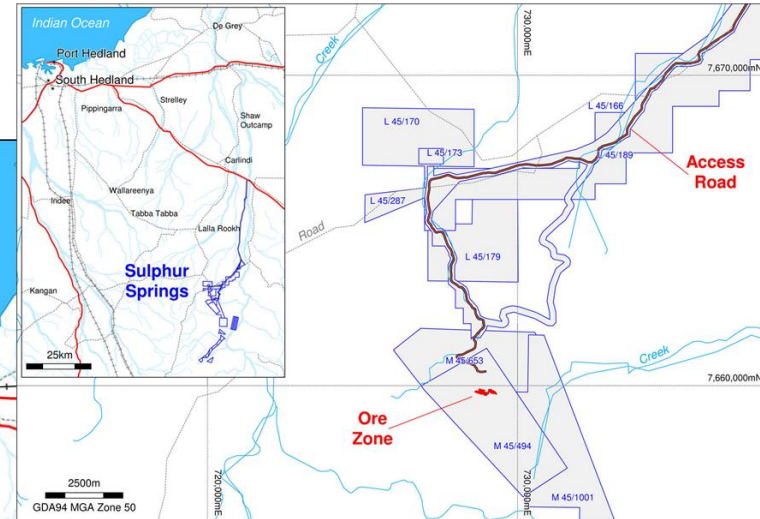 Indian Ocean
De Grey
Port Hedland
South Hedland
Strelley
Pippingarra
Shaw
Outcamp
Carlindi
Wallareenya
Indee
Tabba Tabba
Lalla Rookh
Sulphur
Springs
Kangan
25km
Creek
730,000mE
7,670,000mN
L 45/166
L 45/170
L 45/173
L 45/189
Access
Road
L 45/287
Road
L 45/179
M 45/653
Creek
7,660,000mN
Ore
Zone
M 45/494
2500m
GDA94 MGA Zone 50
720,000mE
730,000mE
M 45/1001